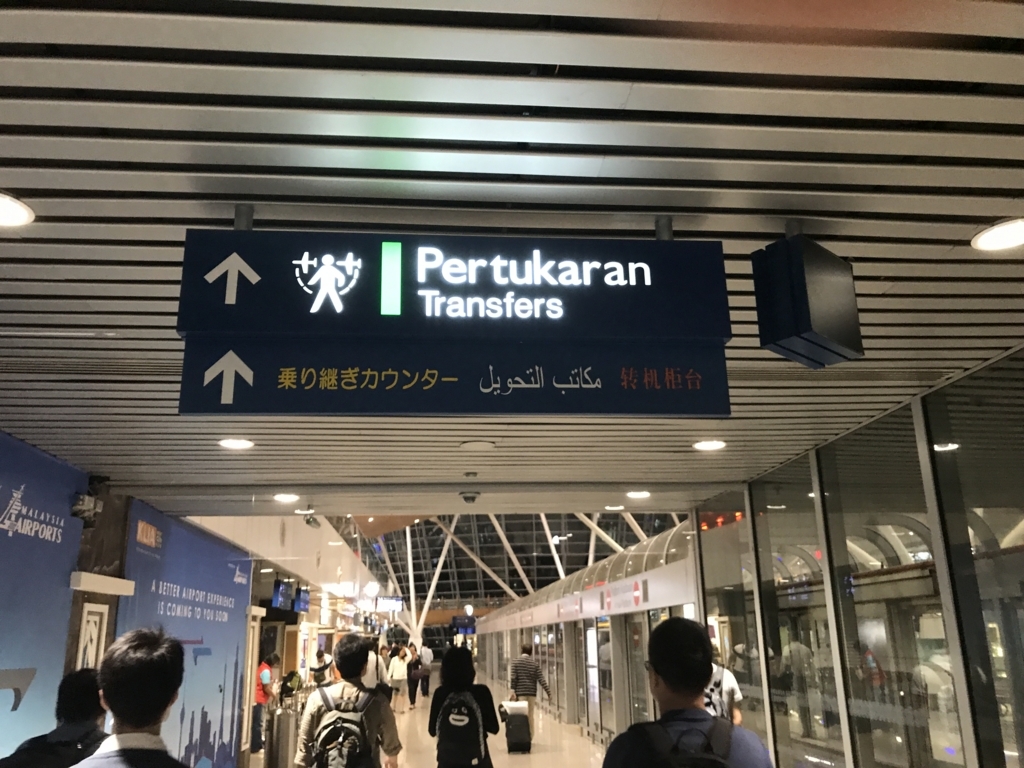 Pertukaran
Transfers
乗り継ぎカウンター مكاتب التحويل 转机柜台
MALAYSIA
AIRPORTS
KLIA
A BETTER AIRPORT EXPERIENCE
IS COMING TO YOU SOON